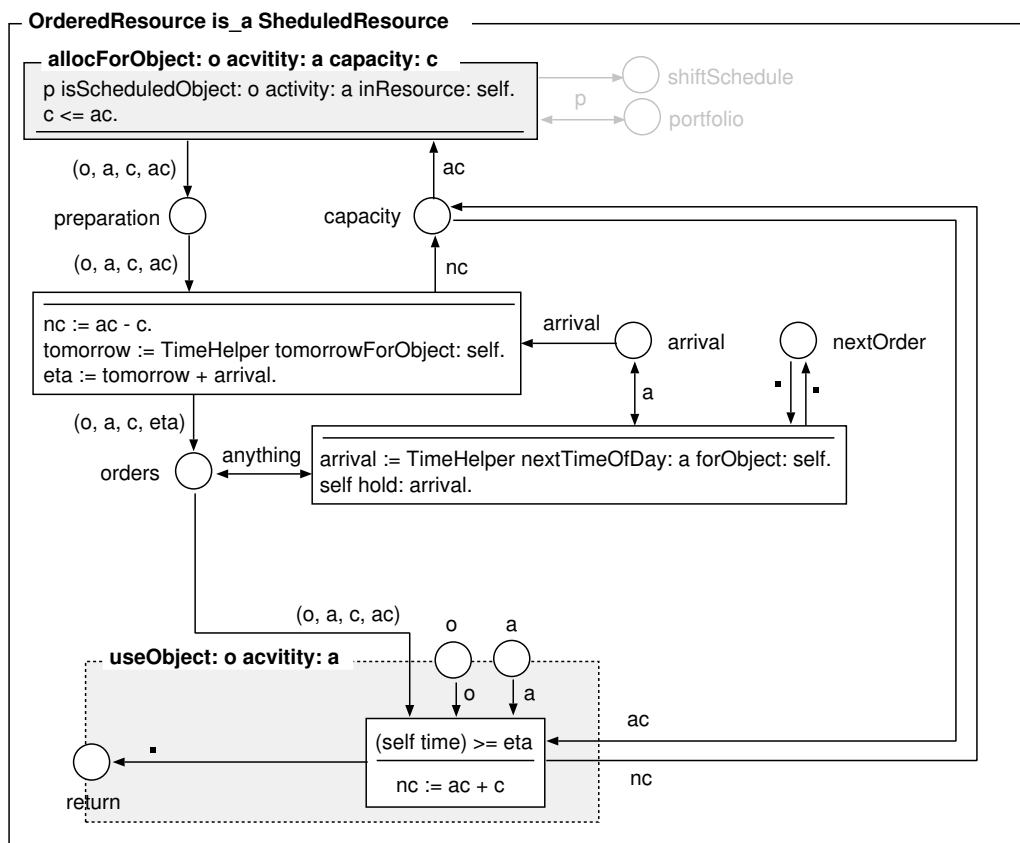 OrderedResource is_a SheduledResource
allocForObject: o acvitity: a capacity: c
p isScheduledObject: o activity: a inResource: self.
c <= ac.
shiftSchedule
p
portfolio
(o, a, c, ac)
ac
preparation
capacity
(o, a, c, ac)
nc
nc := ac - c.
tomorrow := TimeHelper tomorrowForObject: self.
eta := tomorrow + arrival.
arrival
arrival
nextOrder
a
(o, a, c, eta)
orders
anything
arrival := TimeHelper nextTimeOfDay: a forObject: self.
self hold: arrival.
(o, a, c, ac)
o
a
useObject: o acvitity: a
o
a
(self time) >= eta
nc := ac + c
ac
nc
return